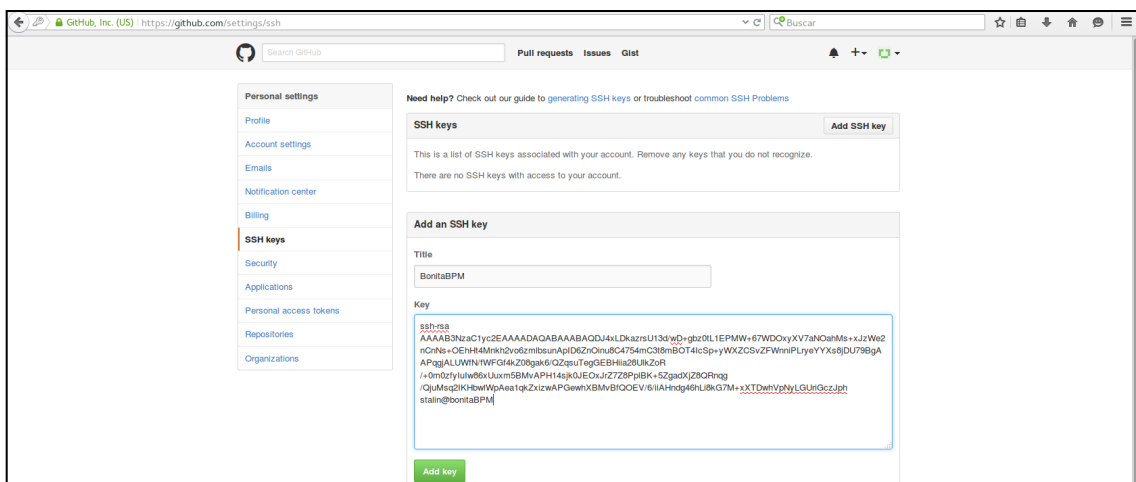 GitHub, Inc. (US) https://github.com/settings/ssh
Buscar
Search GitHub
Pull requests Issues Gist
Personal settings
Profile
Account settings
Emails
Notification center
Billing
SSH keys
Security
Applications
Personal access tokens
Repositories
Organizations
Need help? Check out our guide to generating SSH keys or troubleshoot common SSH Problems
SSH keys
Add SSH key
This is a list of SSH keys associated with your account. Remove any keys that you do not recognize.
There are no SSH keys with access to your account.
Add an SSH key
Title
BonitaBPM
Key
ssh-rsa
stalin@bonitaBPM
Add key